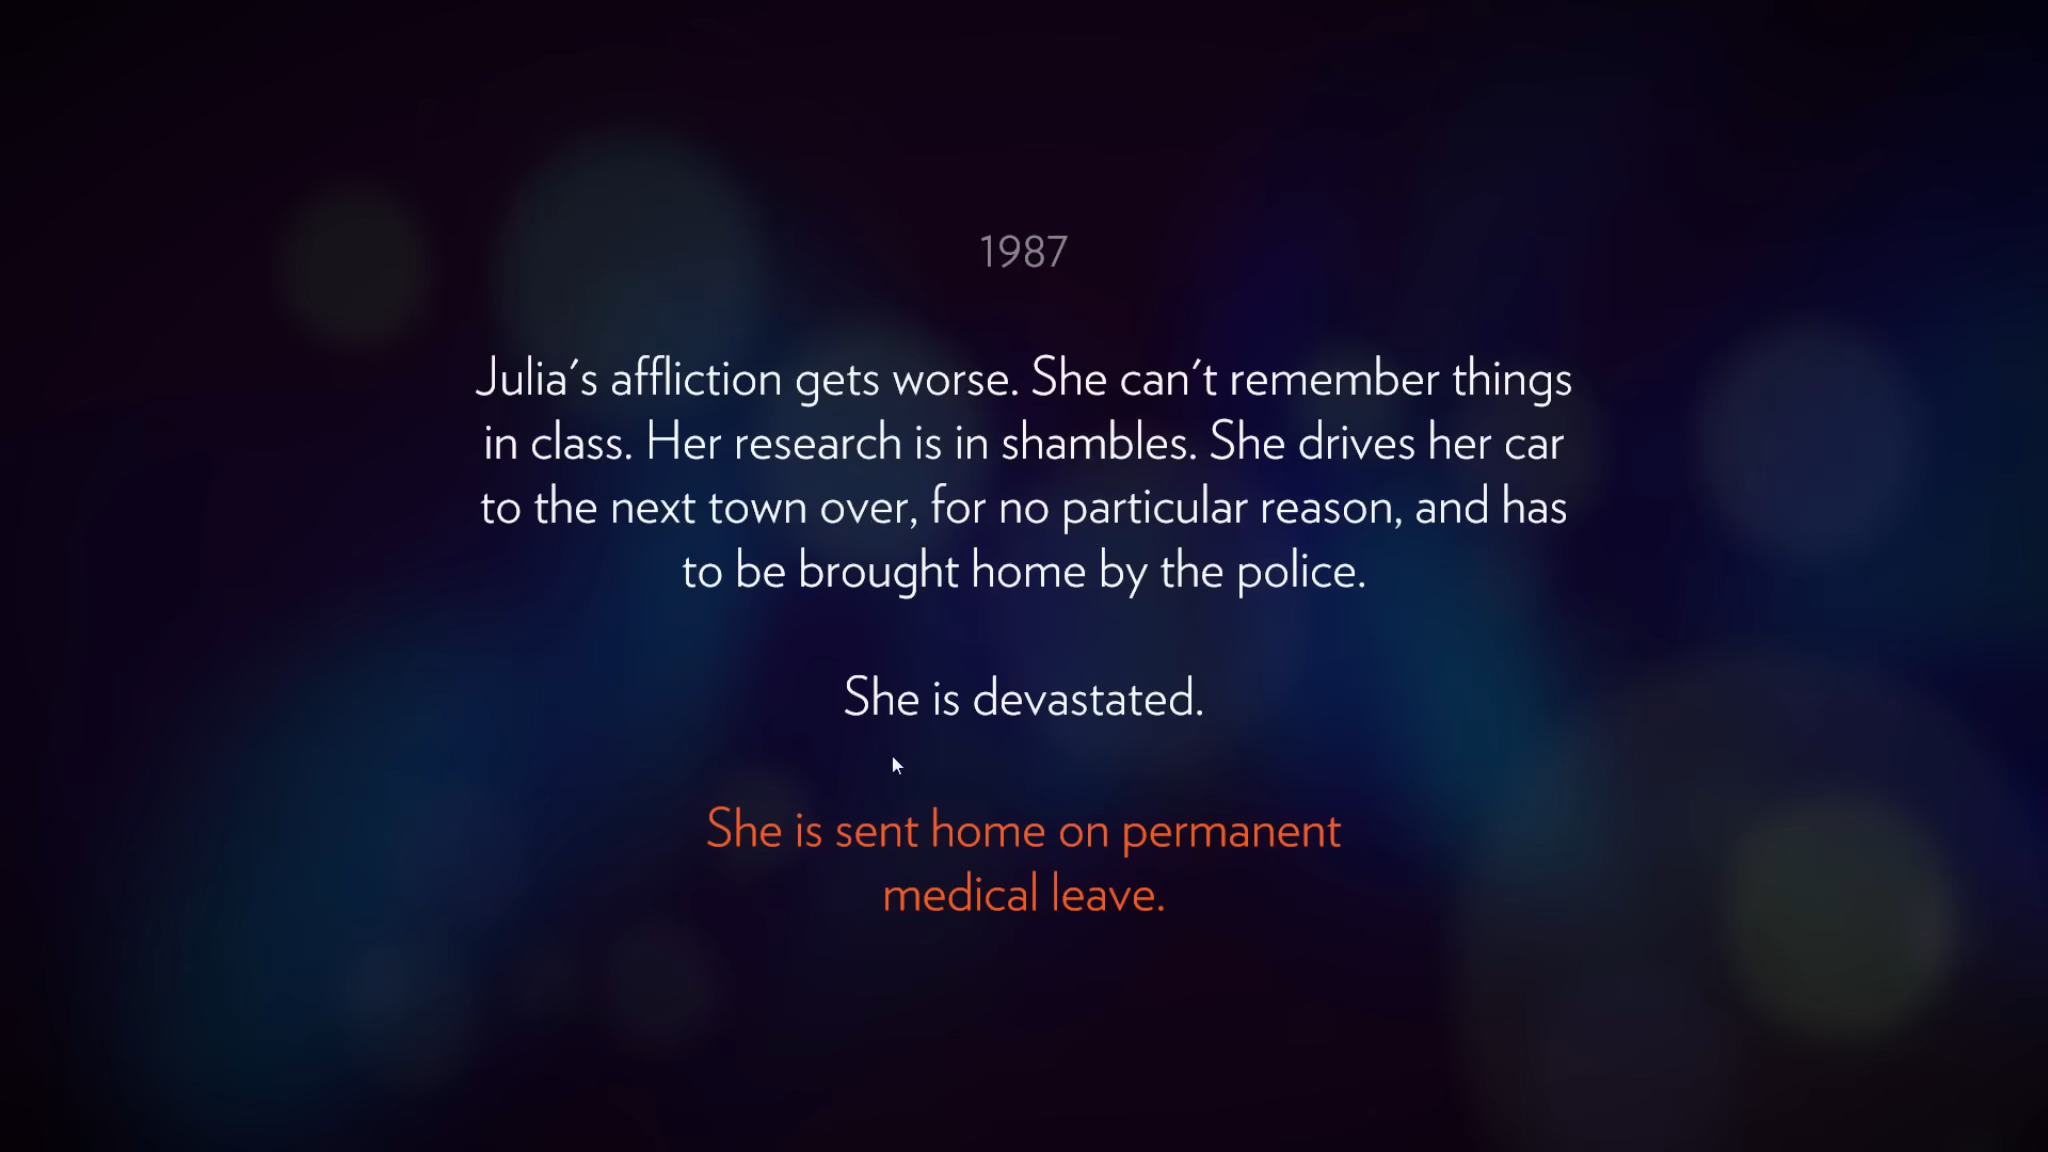 1987
Julia's affliction gets worse. She can't remember things
in class. Her research is in shambles. She drives her car
to the next town over, for no particular reason, and has
to be brought home by the police.
She is devastated.
She is sent home on permanent
medical leave.